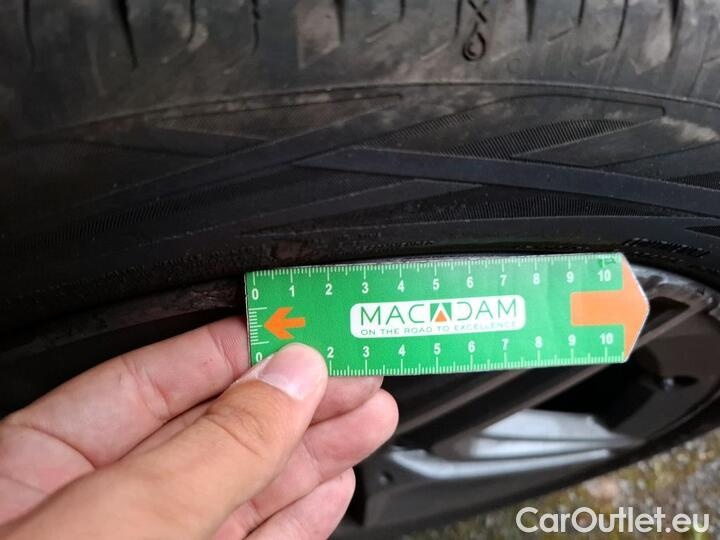 0 1 2 3 4 5 6 7 8 9 10
MACADAM
ON THE ROAD TO EXCELLENCE
0 2 3 4 5 6 7 8 9 10
CarOutlet.eu